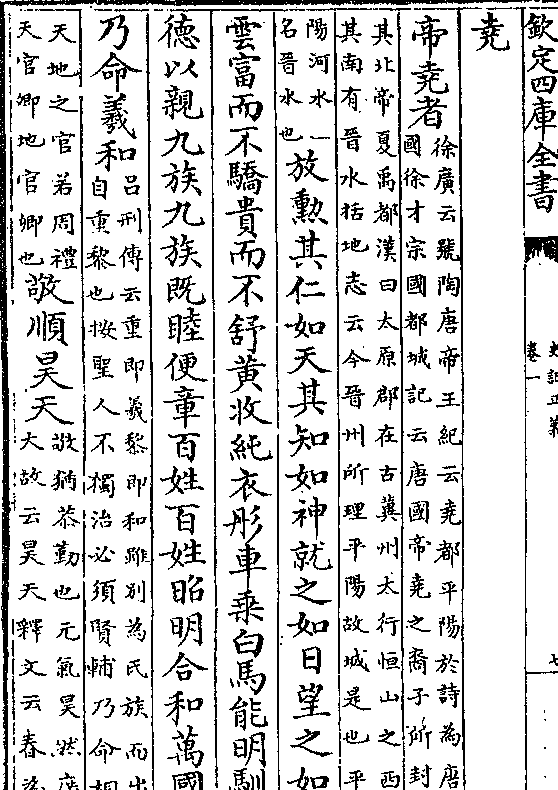 欽定四庫全書
史記正義
卷一
七
堯
帝堯者
徐廣云號陶唐帝王紀云堯都平陽於詩為唐
國徐才宗國都城記云唐國帝堯之裔子所封
其北帝夏禹都漢曰太原郡在古冀州太行恒山之西
其南有晉水括地志云今晉州所理平陽故城是也平
陽河水一
名晉水也
放勲其仁如天其知如神就之如日望之如
雲富而不驕貴而不舒黄收純衣彤車乘白馬能明馴
德以親九族九族既睦便章百姓百姓昭明合和萬國
乃命羲和
吕刑傳云重即羲黎即和雖别為氏族而出
自重黎也按聖人不獨治必須賢輔乃命相
天地之官若周禮
天官卿地官卿也
敬順昊天
敬猶恭勤也元氣昊然
大故云昊天釋文云春